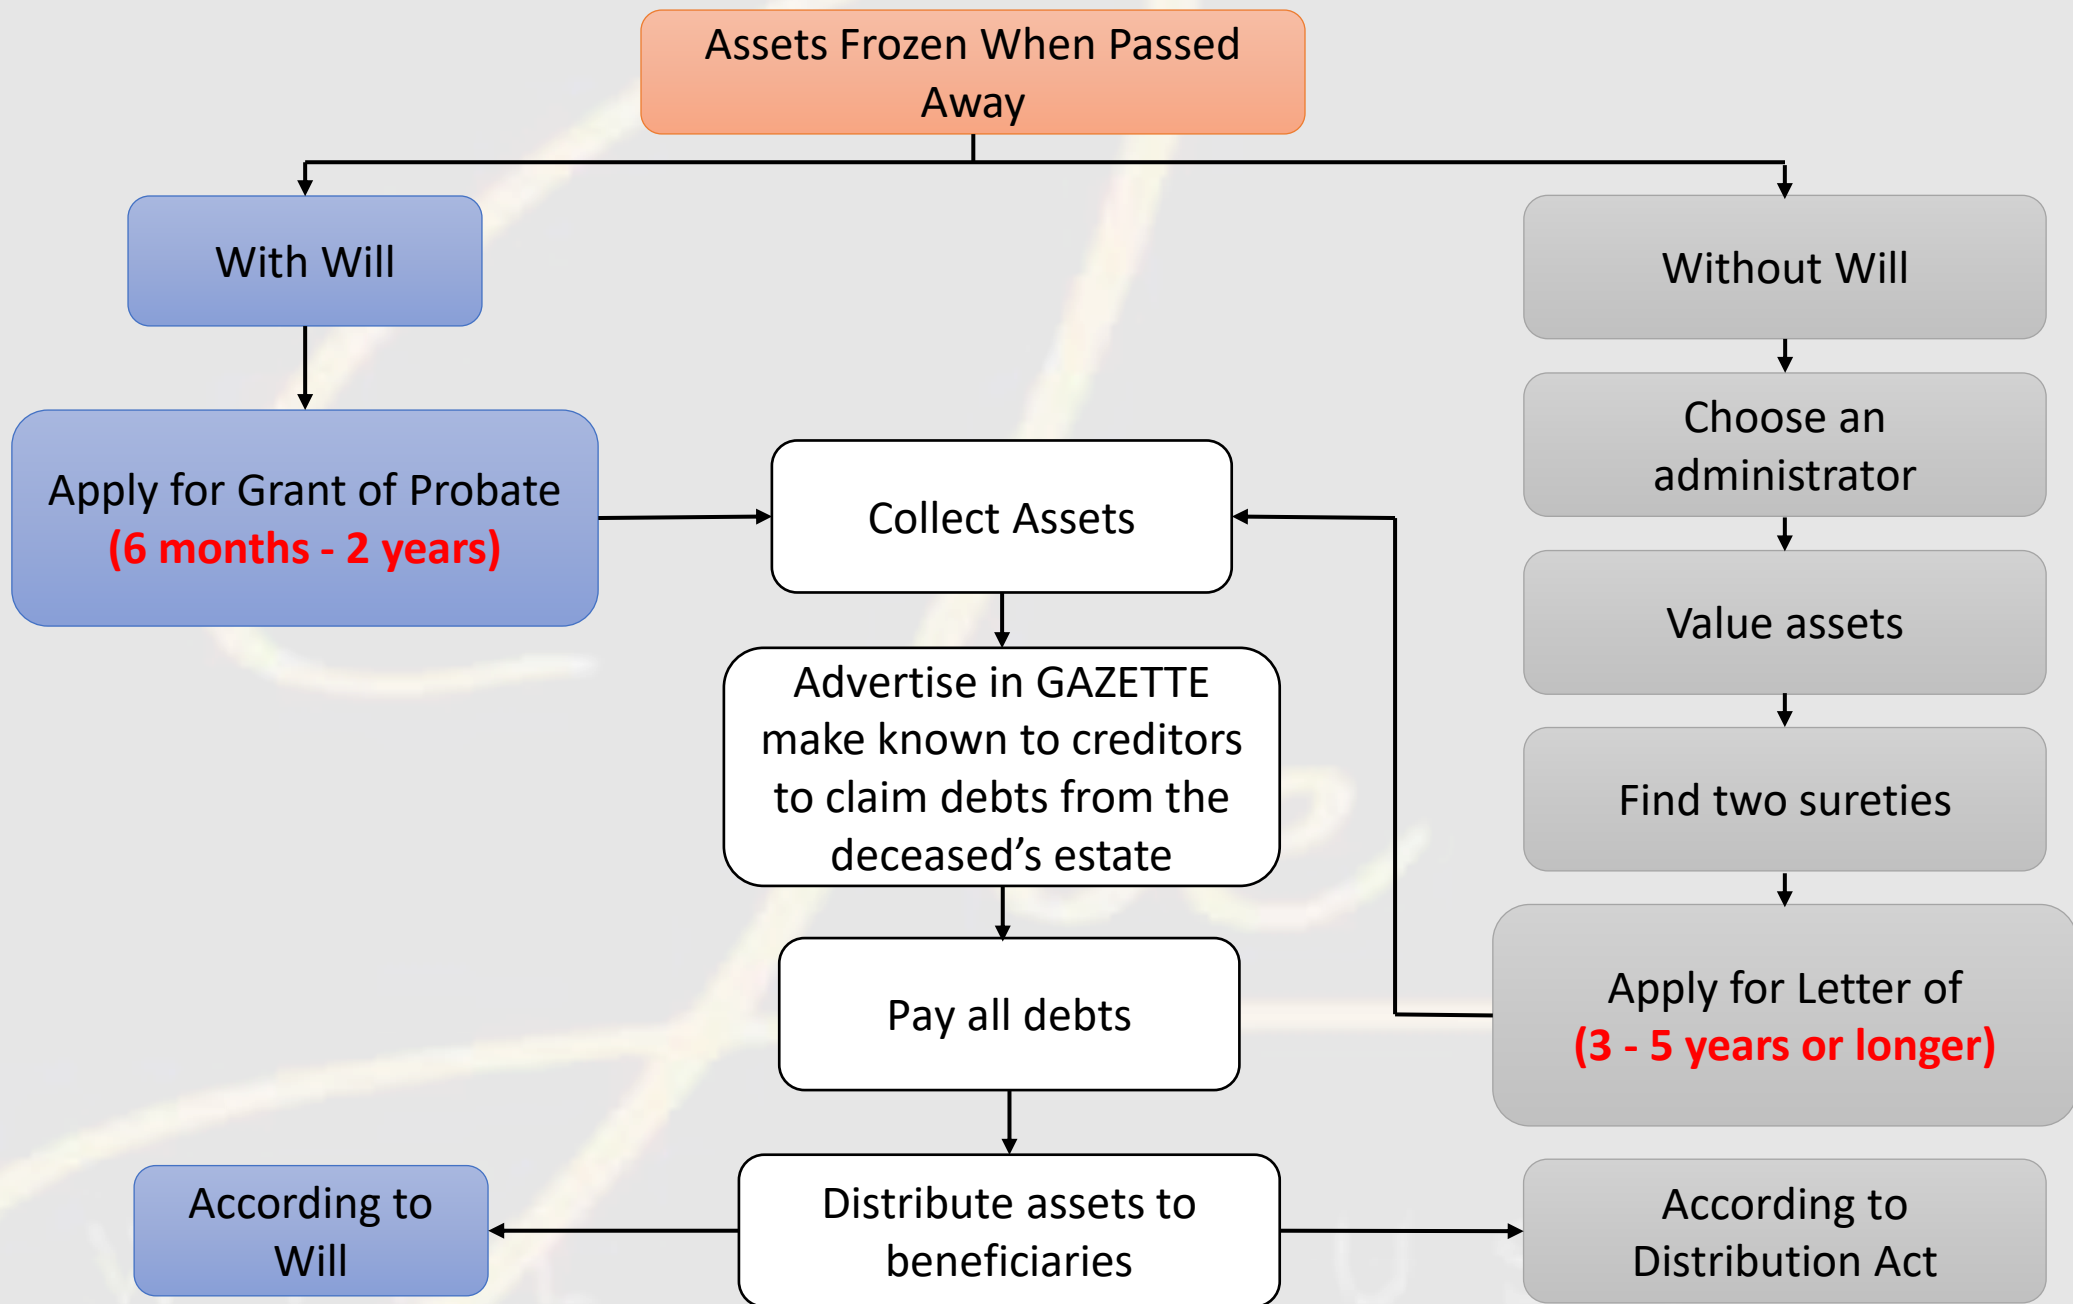 Assets Frozen When Passed
Away
With Will
Without Will
Apply for Grant of Probate
(6 months - 2 years)
Choose an
administrator
Collect Assets
Value assets
Advertise in GAZETTE
make known to creditors
to claim debts from the
deceased’s estate
Find two sureties
Pay all debts
Apply for Letter of
(3 - 5 years or longer)
According to
Will
Distribute assets to
beneficiaries
According to
Distribution Act